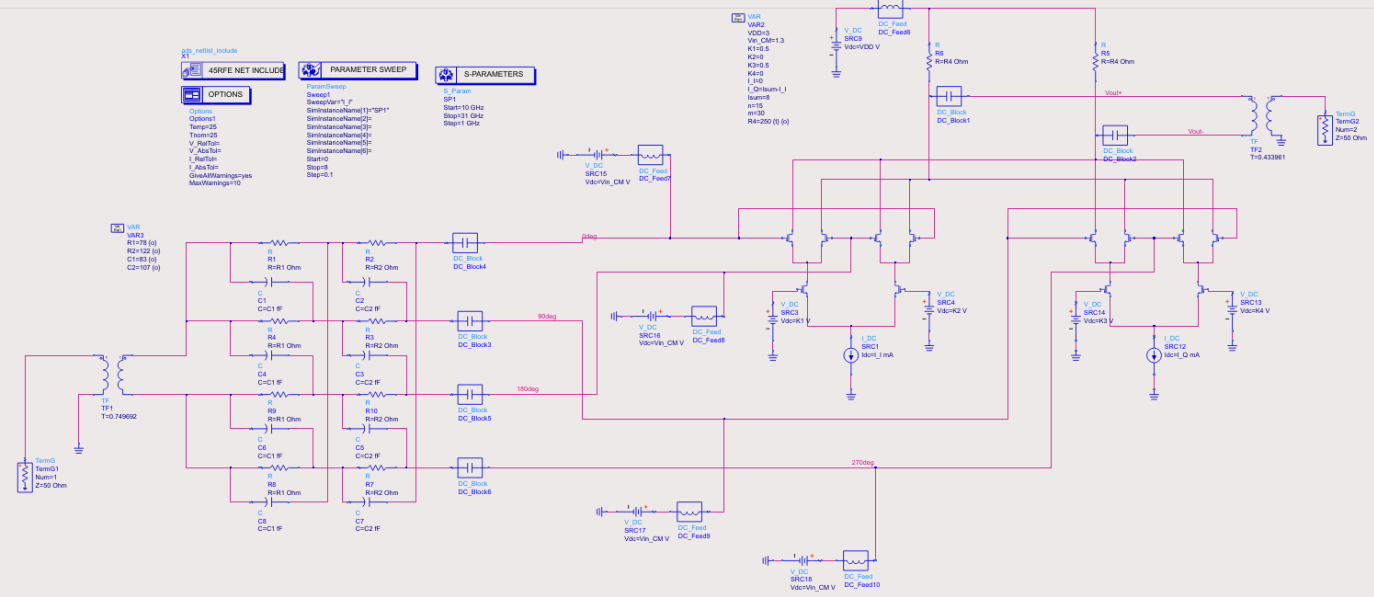 ads_netlist_include
X1
45RFE NET INCLUDE
PARAMETER SWEEP
S-PARAMETERS
OPTIONS
Options
Options1
Temp=25
Tnom=25
V_RelTol=
V_AbsTol=
I_RelTol=
I_AbsTol=
GiveAllWarnings=yes
MaxWarnings=10
ParamSweep
Sweep1
SweepVar="I_I"
SimInstanceName[1]="SP1"
SimInstanceName[2]=
SimInstanceName[3]=
SimInstanceName[4]=
SimInstanceName[5]=
SimInstanceName[6]=
Start=0
Stop=8
Step=0.1
S_Param
SP1
Start=10 GHz
Stop=31 GHz
Step=1 GHz
VAR
VAR2
VDD=3
Vin_CM=1.3
K1=0.5
K2=0
K3=0.5
K4=0
I_I=0
I_Q=Isum-I_I
Isum=8
n=15
m=30
R4=250 {t} {o}
V_DC
SRC9
Vdc=VDD V
DC_Feed
DC_Feed6
R
R6
R=R4 Ohm
R
R5
R=R4 Ohm
DC_Block
DC_Block1
Vout+
DC_Block
DC_Block2
Vout-
TF
TF2
T=0.433961
TermG
TermG2
Num=2
Z=50 Ohm
V_DC
SRC15
Vdc=Vin_CM V
DC_Feed
DC_Feed7
VAR
VAR3
R1=78 {o}
R2=122 {o}
C1=83 {o}
C2=107 {o}
R
R1
R=R1 Ohm
R
R2
R=R2 Ohm
DC_Block
DC_Block4
0deg
C
C1
C=C1 fF
C
C2
C=C2 fF
R
R4
R=R1 Ohm
R
R3
R=R2 Ohm
DC_Block
DC_Block3
90deg
C
C4
C=C1 fF
C
C3
C=C2 fF
R
R9
R=R1 Ohm
R
R10
R=R2 Ohm
DC_Block
DC_Block5
180deg
C
C6
C=C1 fF
C
C5
C=C2 fF
R
R8
R=R1 Ohm
R
R7
R=R2 Ohm
DC_Block
DC_Block6
270deg
C
C8
C=C1 fF
C
C7
C=C2 fF
TF
TF1
T=0.749692
TermG
TermG1
Num=1
Z=50 Ohm
V_DC
SRC16
Vdc=Vin_CM V
DC_Feed
DC_Feed8
V_DC
SRC3
Vdc=K1 V
V_DC
SRC4
Vdc=K2 V
I_DC
SRC1
Idc=I_I mA
V_DC
SRC14
Vdc=K3 V
V_DC
SRC13
Vdc=K4 V
I_DC
SRC12
Idc=I_Q mA
V_DC
SRC17
Vdc=Vin_CM V
DC_Feed
DC_Feed9
V_DC
SRC18
Vdc=Vin_CM V
DC_Feed
DC_Feed10